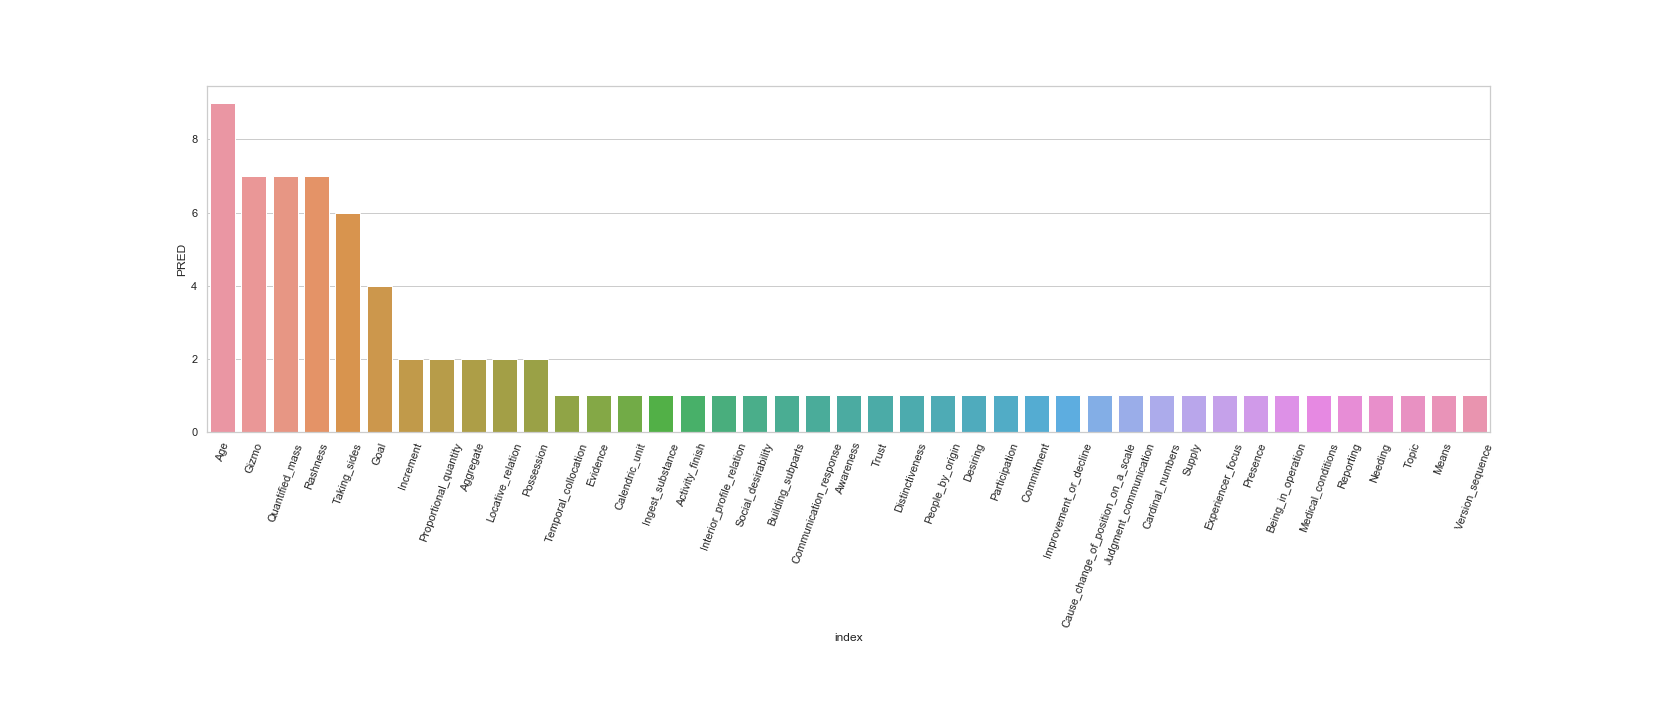 8
6
4
2
0
PRED
Age
Gizmo
Quantified_mass
Rashness
Taking_sides
Goal
Increment
Proportional_quantity
Aggregate
Locative_relation
Possession
Temporal_collocation
Evidence
Calendric_unit
Ingest_substance
Activity_finish
Interior_profile_relation
Social_desirability
Building_subparts
Communication_response
Awareness
Trust
Distinctiveness
People_by_origin
Desiring
Participation
Commitment
Improvement_or_decline
Cause_change_of_position_on_a_scale
Judgment_communication
Cardinal_numbers
Supply
Experiencer_focus
Presence
Being_in_operation
Medical_conditions
Reporting
Needing
Topic
Means
Version_sequence
index